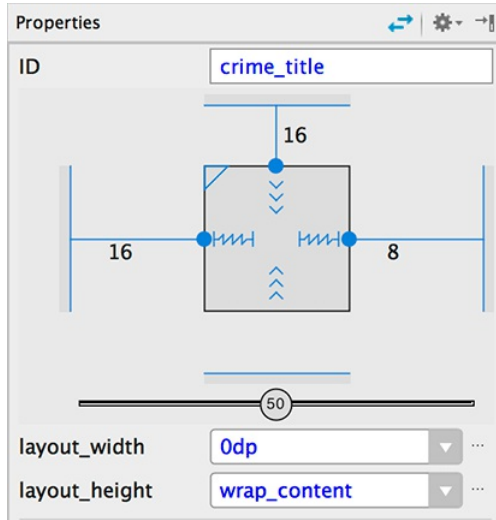 Properties
ID
crime_title
16
16
8
50
layout_width
0dp
...
layout_height
wrap_content
...